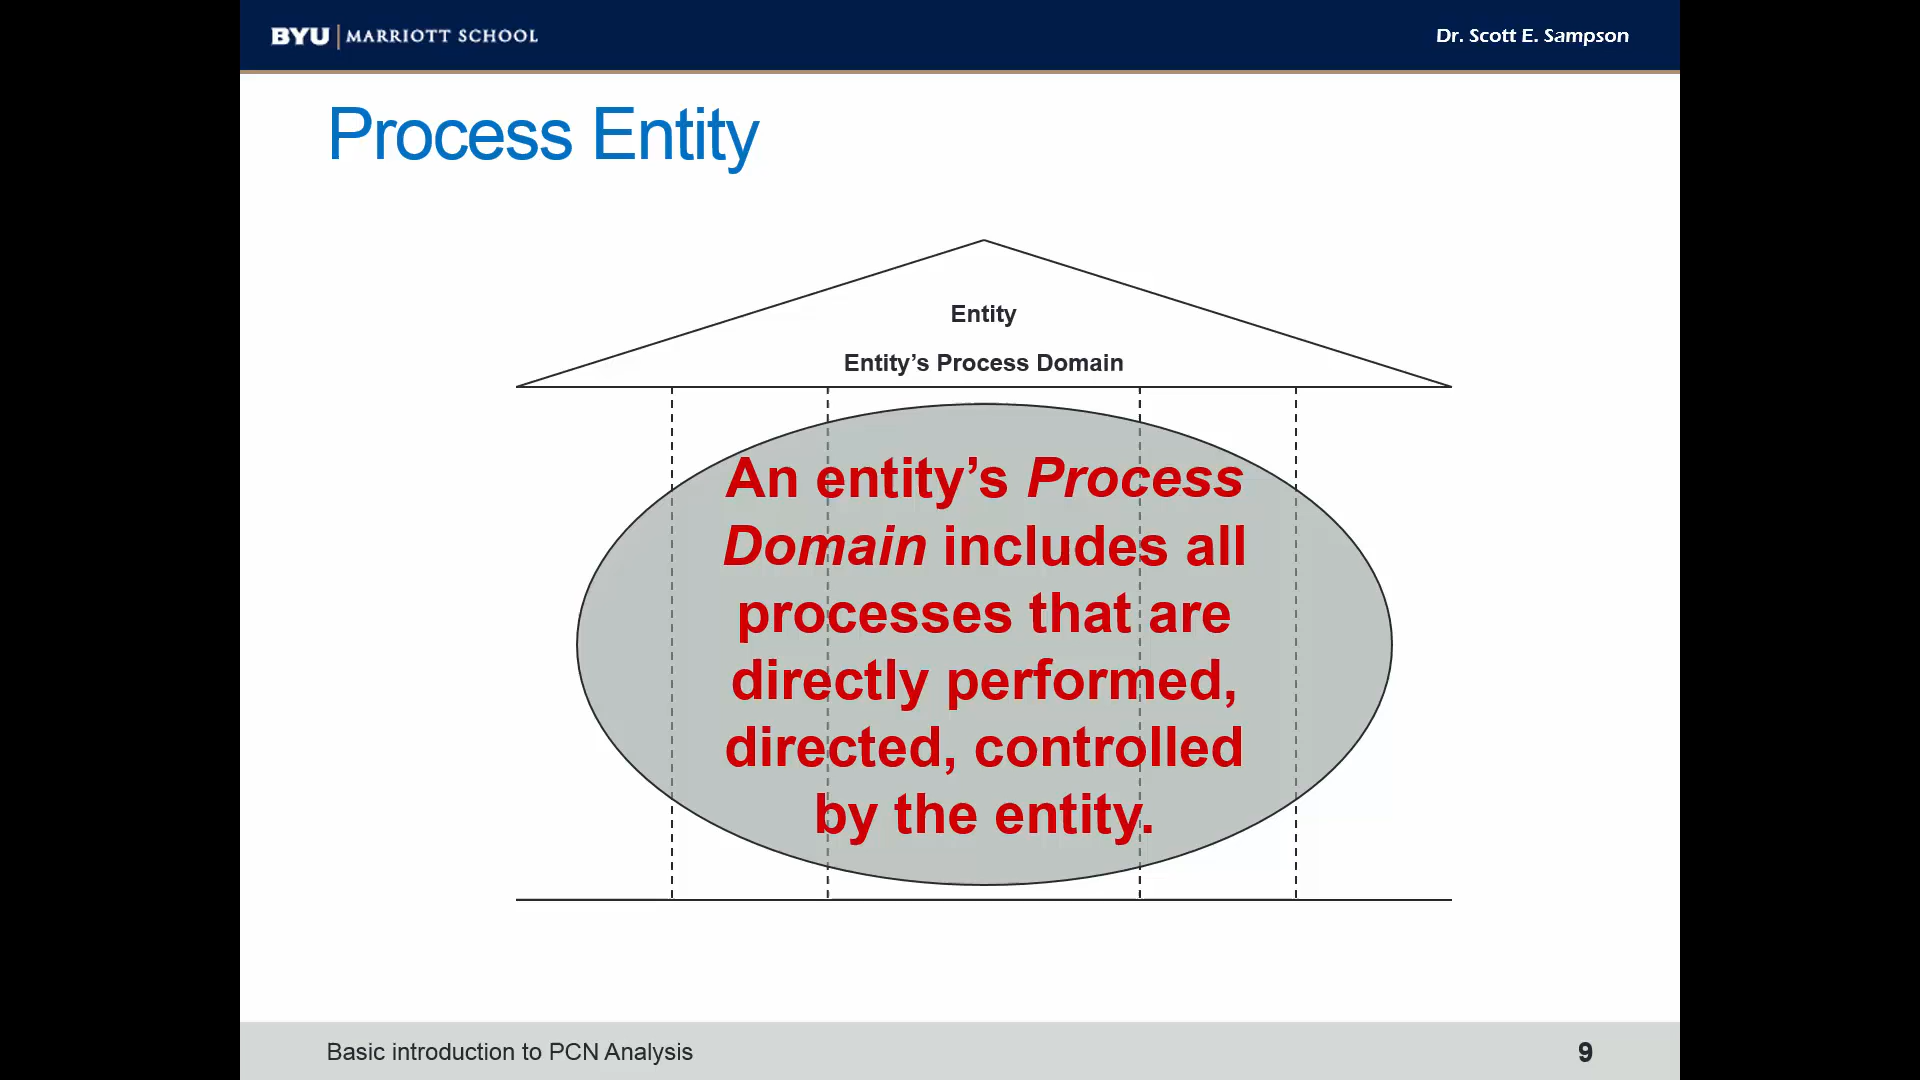 BYU MARRIOTT SCHOOL
Dr. Scott E. Sampson
Process Entity
Entity
Entity’s Process Domain
An entity’s Process
Domain includes all
processes that are
directly performed,
directed, controlled
by the entity.
Basic introduction to PCN Analysis
9